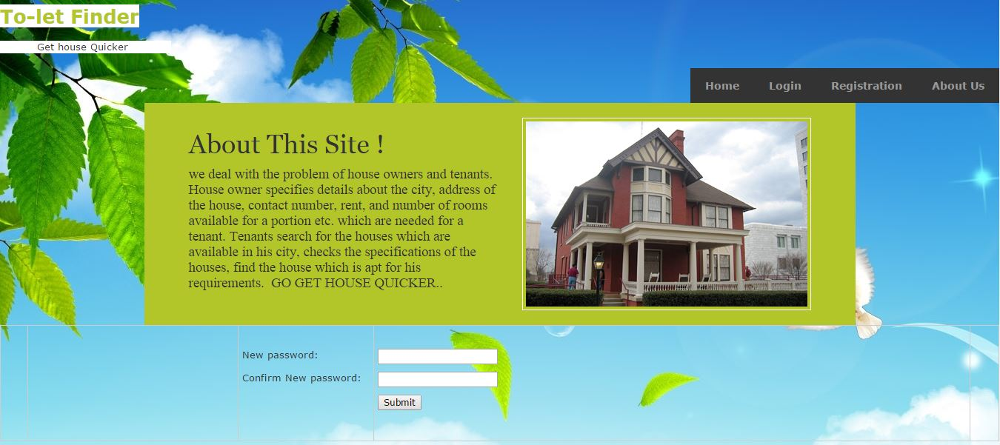 To-let Finder
Get house Quicker
Home Login Registration About Us
About This Site !
we deal with the problem of house owners and tenants.
House owner specifies details about the city, address of
the house, contact number, rent, and number of rooms
available for a portion etc. which are needed for a
tenant. Tenants search for the houses which are
available in his city, checks the specifications of the
houses, find the house which is apt for his
requirements.  GO GET HOUSE QUICKER..
New password:
Confirm New password:
Submit